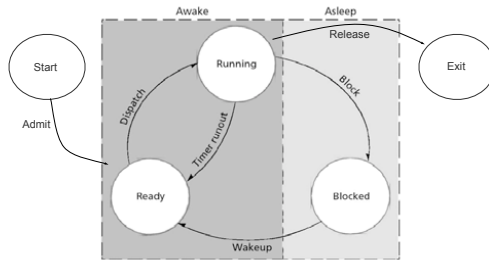 Awake
Asleep
Release
Start
Running
Exit
Block
Dispatch
Admit
Timer runout
Ready
Blocked
Wakeup